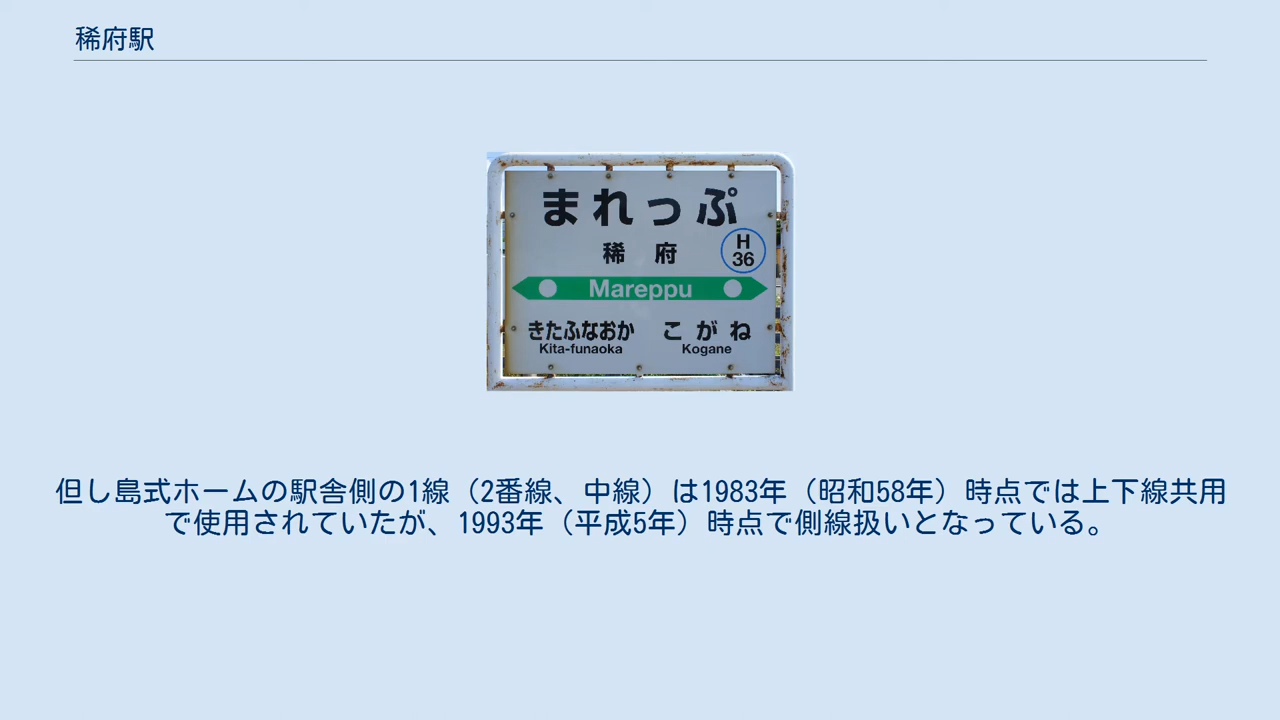 稀府駅
まれっぷ
稀府
H
36
Mareppu
きたふなおか こがね
Kita-funaoka Kogane
但し島式ホームの駅舎側の1線（2番線、中線）は1983年（昭和58年）時点では上下線共用
で使用されていたが、1993年（平成5年）時点で側線扱いとなっている。